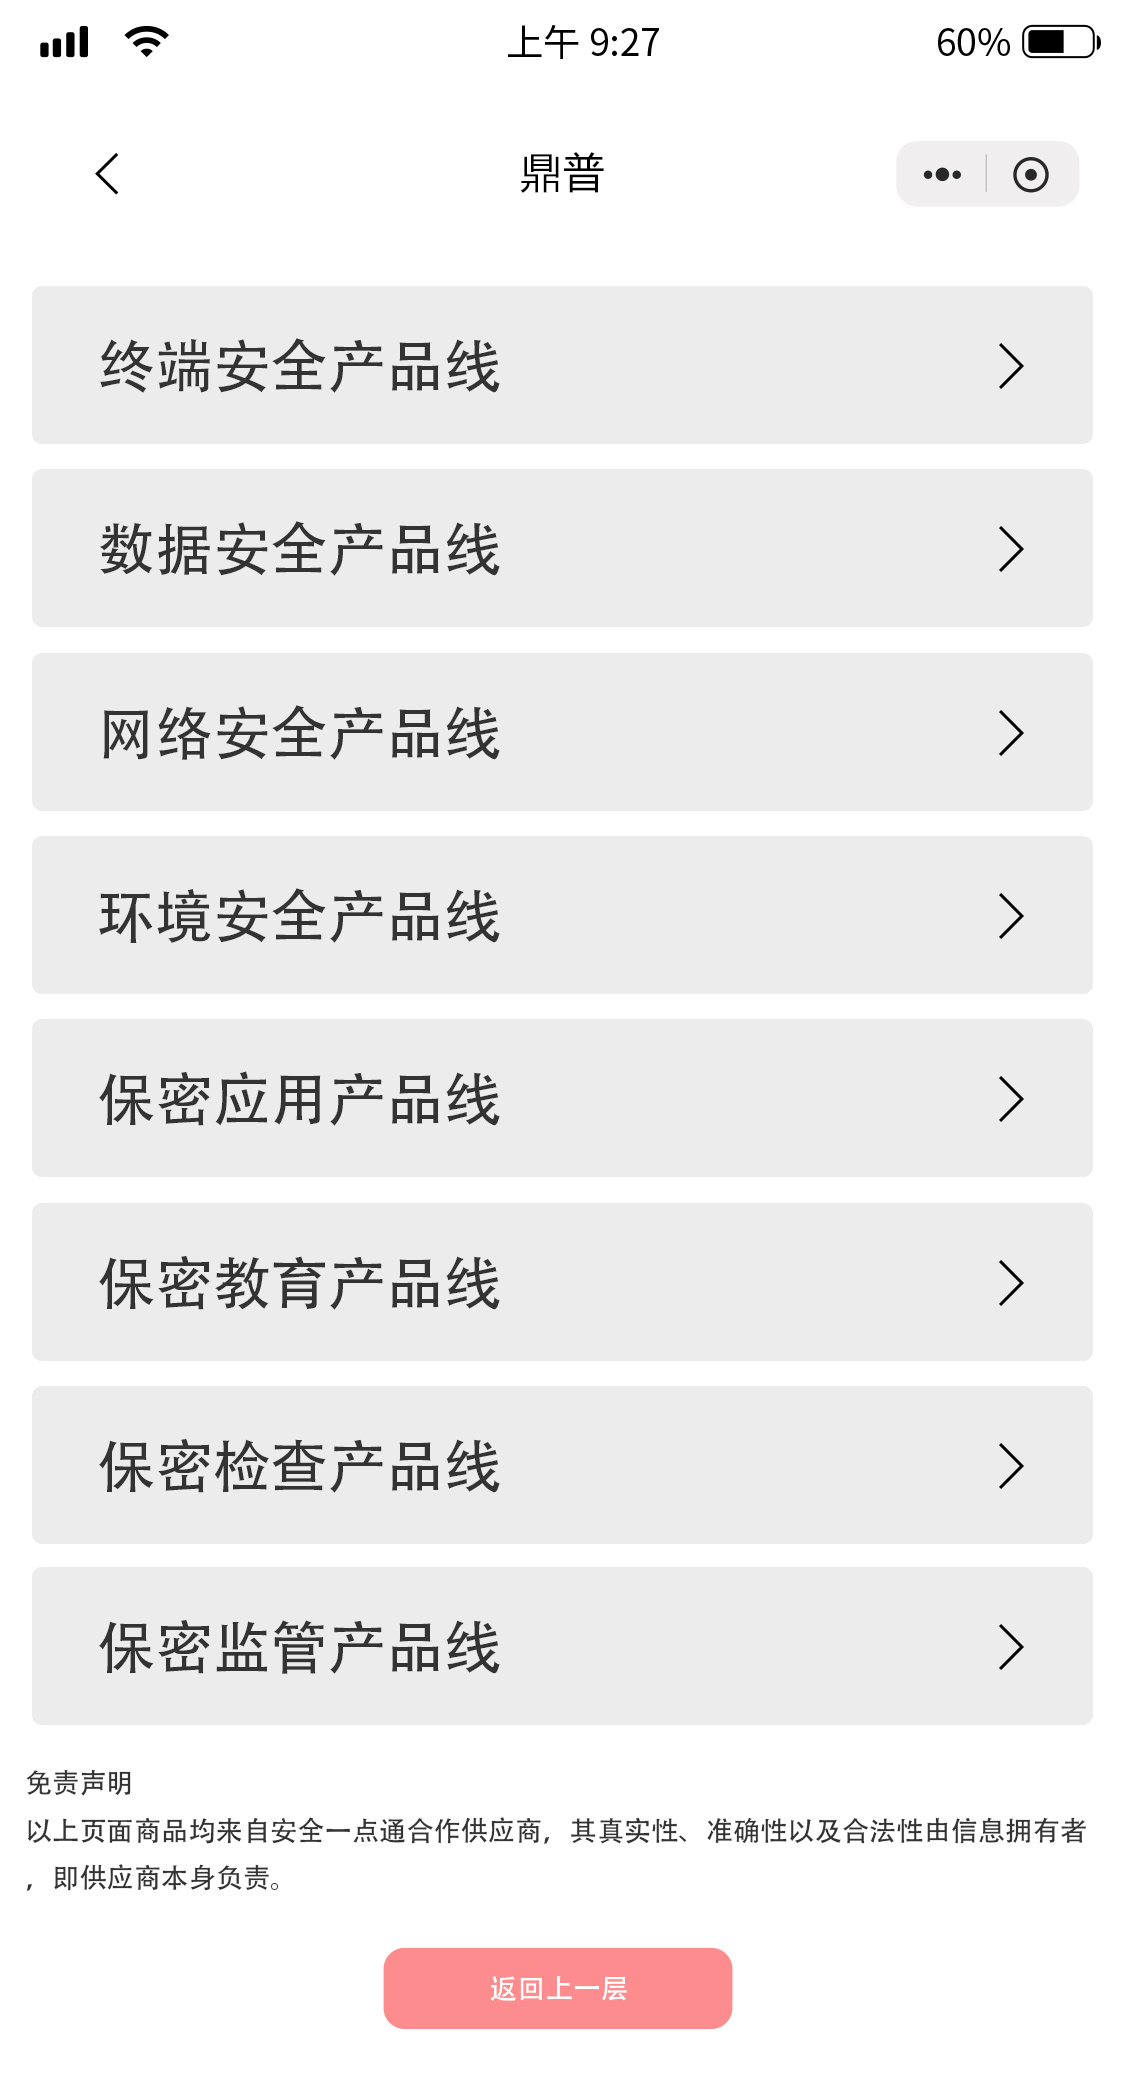 上午 9:27
60%
鼎普
终端安全产品线
数据安全产品线
网络安全产品线
环境安全产品线
保密应用产品线
保密教育产品线
保密检查产品线
保密监管产品线
免责声明
以上页面商品均来自安全一点通合作供应商，其真实性、准确性以及合法性由信息拥有者
，即供应商本身负责。
返回上一层